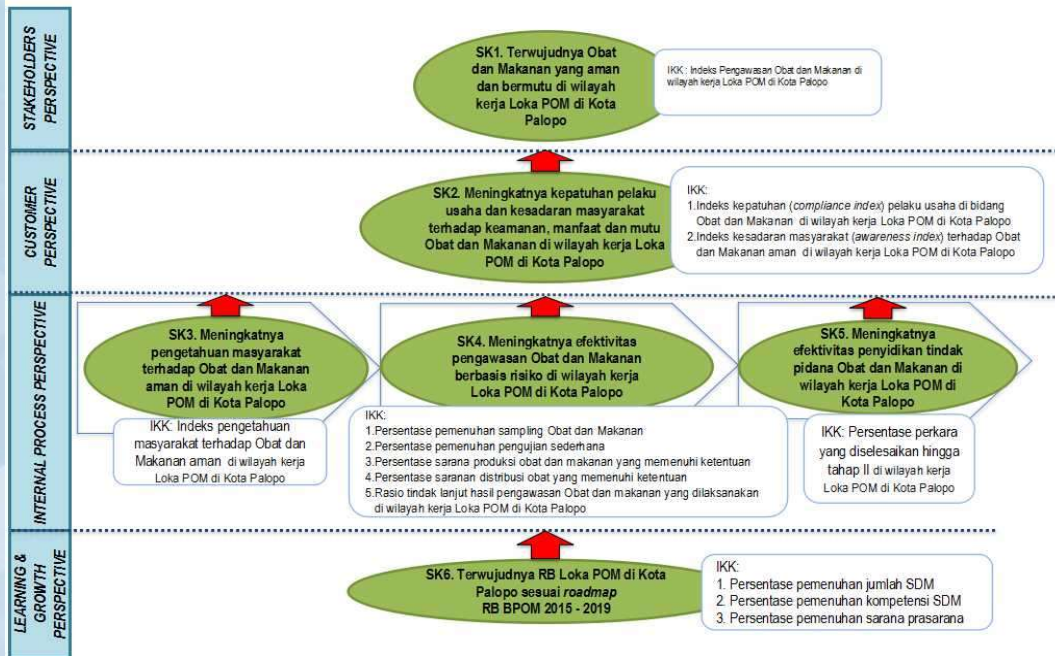 STAKEHOLDERS
PERSPECTIVE
SK1. Terwujudnya Obat
dan Makanan yang aman
dan bermutu di wilayah
kerja Loka POM di Kota
Palopo
IKK : Indeks Pengawasan Obat dan Makanan di
wilayah kerja Loka POM di Kota Palopo
CUSTOMER
PERSPECTIVE
SK2. Meningkatnya kepatuhan pelaku
usaha dan kesadaran masyarakat
terhadap keamanan, manfaat dan mutu
Obat dan Makanan di wilayah kerja Loka
POM di Kota Palopo
IKK:
1.Indeks kepatuhan (compliance index) pelaku usaha di bidang
Obat dan Makanan di wilayah kerja Loka POM di Kota Palopo
2.Indeks kesadaran masyarakat (awareness index) terhadap Obat
dan Makanan aman di wilayah kerja Loka POM di Kota Palopo
INTERNAL PROCESS PERSPECTIVE
SK3. Meningkatnya
pengetahuan masyarakat
terhadap Obat dan Makanan
aman di wilayah kerja Loka
POM di Kota Palopo
IKK: Indeks pengetahuan
masyarakat terhadap Obat dan
Makanan aman di wilayah kerja
Loka POM di Kota Palopo
SK4. Meningkatnya efektivitas
pengawasan Obat dan Makanan
berbasis risiko di wilayah kerja
Loka POM di Kota Palopo
IKK:
1.Persentase pemenuhan sampling Obat dan Makanan
2.Persentase pemenuhan pengujian sederhana
3.Persentase sarana produksi obat dan makanan yang memenuhi ketentuan
4.Persentase saranan distribusi obat yang memenuhi ketentuan
5.Rasio tindak lanjut hasil pengawasan Obat dan makanan yang dilaksanakan
di wilayah kerja Loka POM di Kota Palopo
SK5. Meningkatnya
efektivitas penyidikan tindak
pidana Obat dan Makanan di
wilayah kerja Loka POM di
Kota Palopo
IKK: Persentase perkara
yang diselesaikan hingga
tahap II di wilayah kerja
Loka POM di Kota Palopo
LEARNING &
GROWTH
PERSPECTIVE
SK6. Terwujudnya RB Loka POM di Kota
Palopo sesuai roadmap
RB BPOM 2015 - 2019
IKK:
1. Persentase pemenuhan jumlah SDM
2. Persentase pemenuhan kompetensi SDM
3. Persentase pemenuhan sarana prasarana